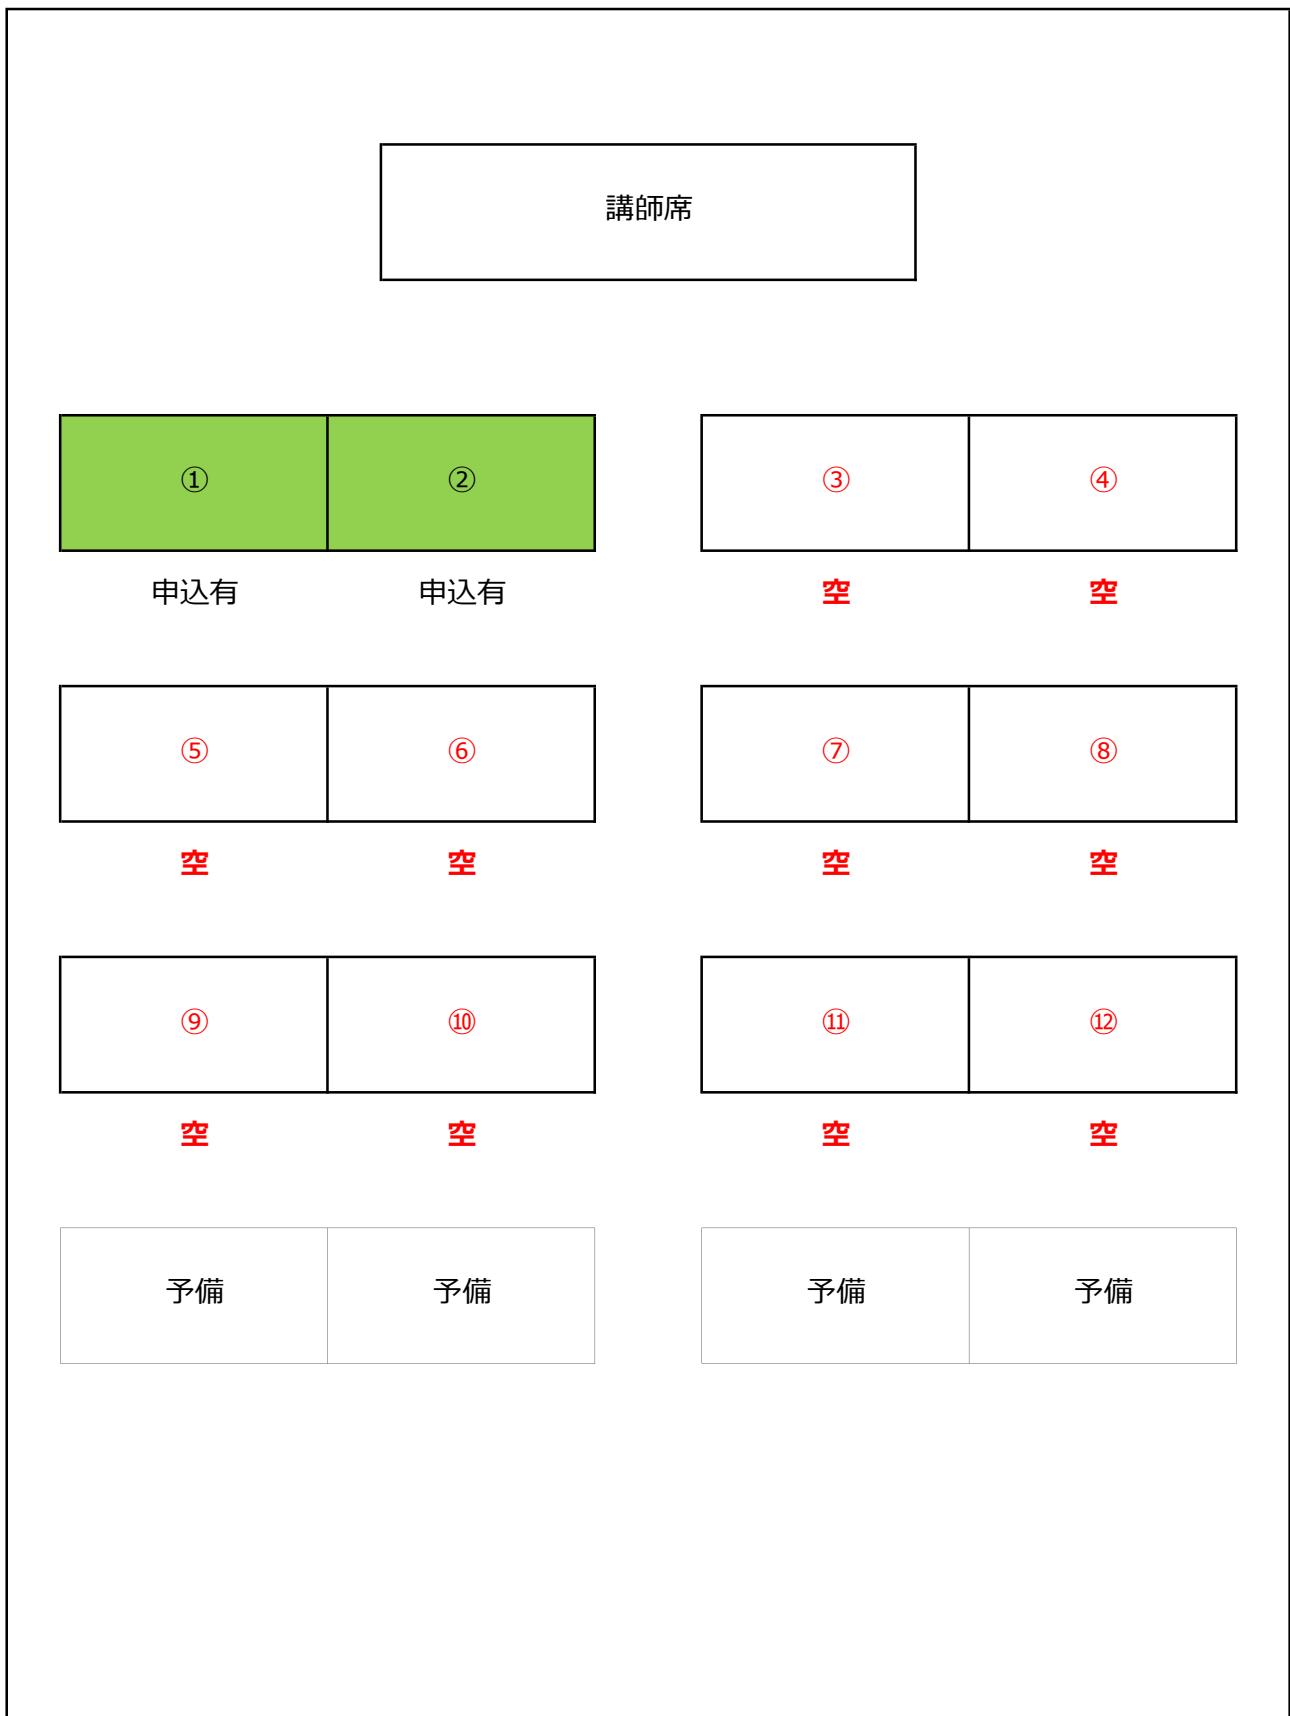 講師席
① ② ③ ④
申込有 申込有 空 空
⑤ ⑥ ⑦ ⑧
空 空 空 空
⑨ ⑩ ⑪ ⑫
空 空 空 空
予備 予備 予備 予備